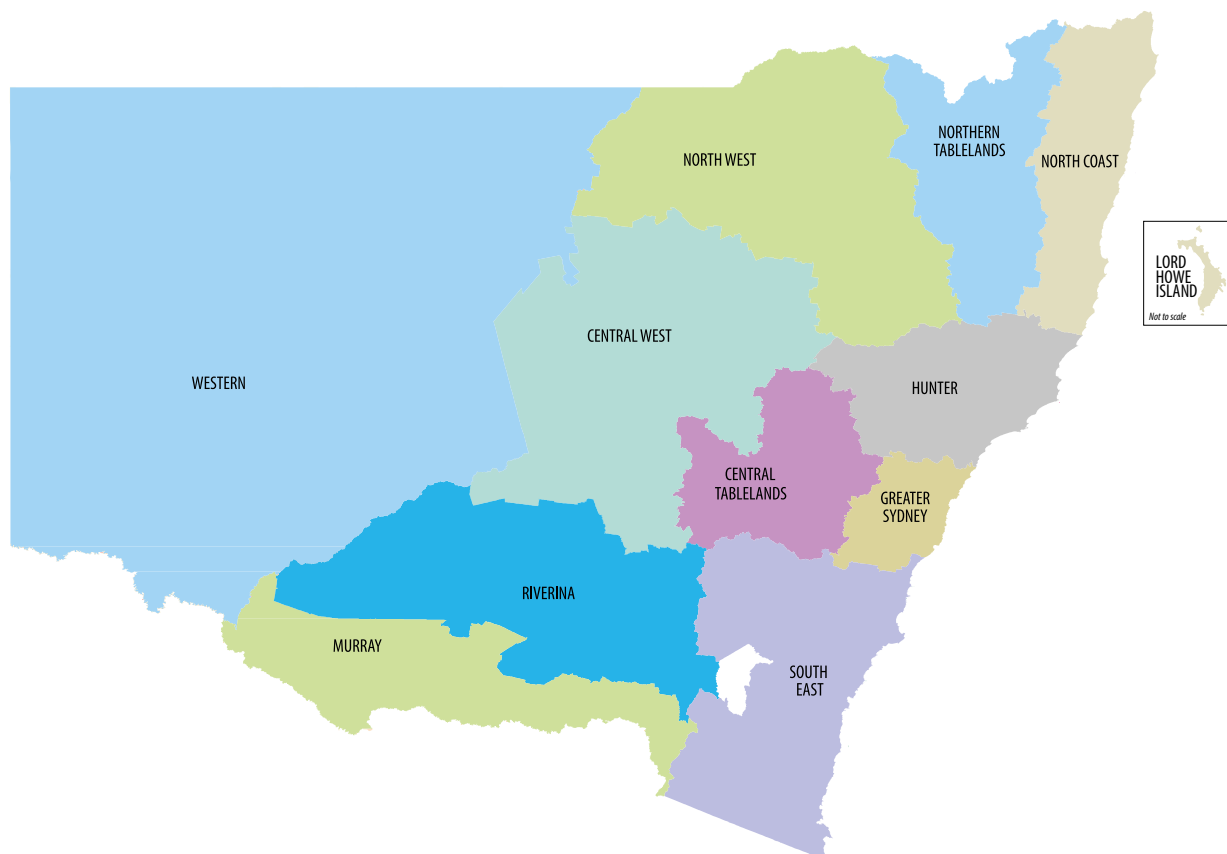 NORTHERN
TABLELANDS
NORTH WEST
NORTH COAST
LORD
HOWE
ISLAND
Not to scale
CENTRAL WEST
WESTERN
HUNTER
CENTRAL
TABLELANDS
GREATER
SYDNEY
RIVERINA
MURRAY
SOUTH
EAST